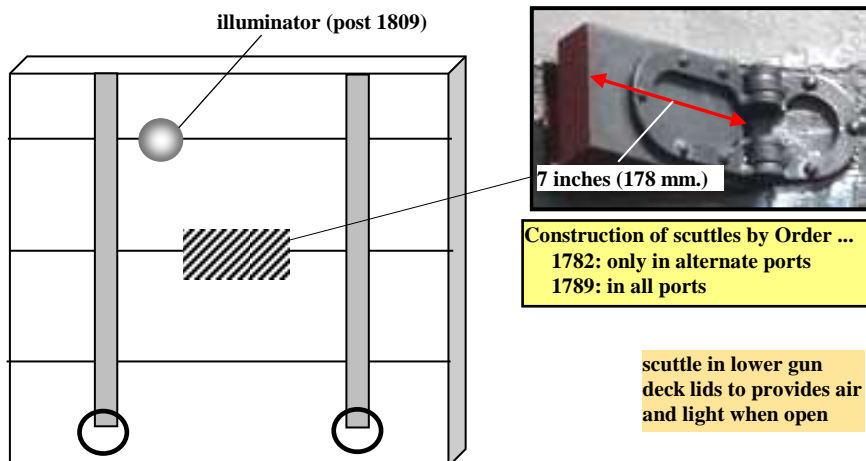 illuminator (post 1809)
7 inches (178 mm.)
Construction of scuttles by Order ...
1782: only in alternate ports
1789: in all ports
scuttle in lower gun
deck lids to provides air
and light when open